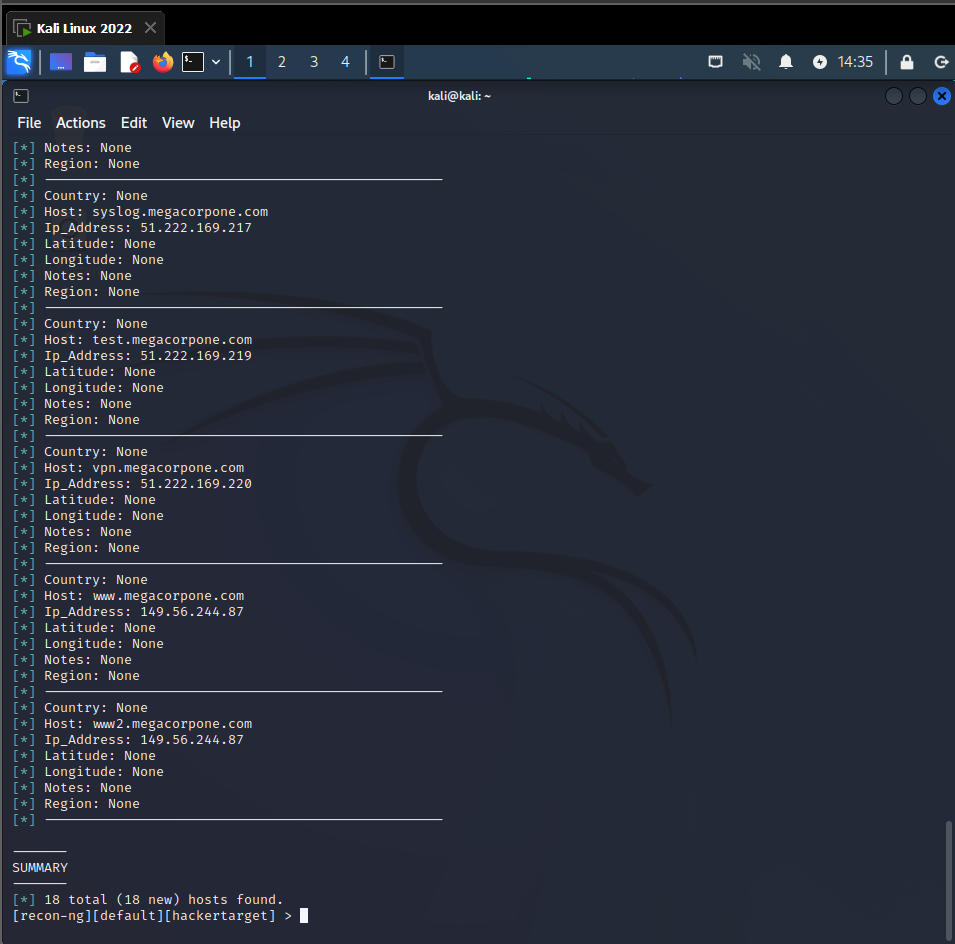 Kali Linux 2022
1 2 3 4 14:35
kali@kali: ~
File Actions Edit View Help
[*] Notes: None
[*] Region: None
[*]
[*] Country: None
[*] Host: syslog.megacorpone.com
[*] Ip_Address: 51.222.169.217
[*] Latitude: None
[*] Longitude: None
[*] Notes: None
[*] Region: None
[*]
[*] Country: None
[*] Host: test.megacorpone.com
[*] Ip_Address: 51.222.169.219
[*] Latitude: None
[*] Longitude: None
[*] Notes: None
[*] Region: None
[*]
[*] Country: None
[*] Host: vpn.megacorpone.com
[*] Ip_Address: 51.222.169.220
[*] Latitude: None
[*] Longitude: None
[*] Notes: None
[*] Region: None
[*]
[*] Country: None
[*] Host: www.megacorpone.com
[*] Ip_Address: 149.56.244.87
[*] Latitude: None
[*] Longitude: None
[*] Notes: None
[*] Region: None
[*]
[*] Country: None
[*] Host: www2.megacorpone.com
[*] Ip_Address: 149.56.244.87
[*] Latitude: None
[*] Longitude: None
[*] Notes: None
[*] Region: None
[*]
SUMMARY
[*] 18 total (18 new) hosts found.
[recon-ng][default][hackertarget] >